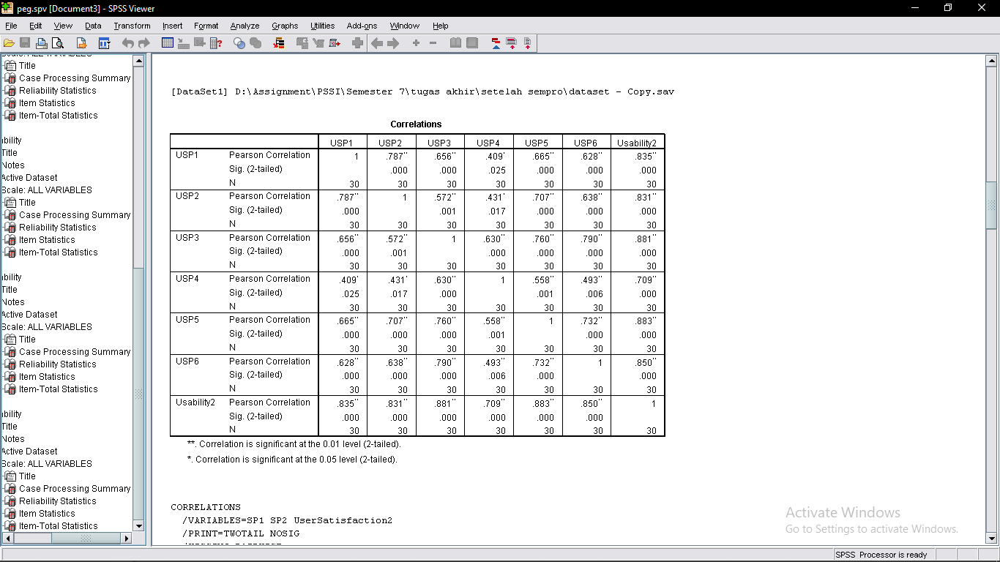 peg.spv [Document3] - SPSS Viewer
File Edit View Data Transform Insert Format Analyze Graphs Utilities Add-ons Window Help
Title
Case Processing Summary
Reliability Statistics
Item Statistics
Item-Total Statistics
bility
Title
Notes
Active Dataset
Scale: ALL VARIABLES
Title
Case Processing Summary
Reliability Statistics
Item Statistics
Item-Total Statistics
bility
Title
Notes
Active Dataset
Scale: ALL VARIABLES
Title
Case Processing Summary
Reliability Statistics
Item Statistics
Item-Total Statistics
bility
Title
Notes
Active Dataset
Scale: ALL VARIABLES
Title
Case Processing Summary
Reliability Statistics
Item Statistics
Item-Total Statistics
[DataSet1] D:\Assignment\PSSI\Semester 7\tugas akhir\setelah sempro\dataset - Copy.sav
Correlations
USP1 USP2 USP3 USP4 USP5 USP6 Usability2
USP1 Pearson Correlation 1 .787** .656** .409* .665** .628** .835**
Sig. (2-tailed) .000 .000 .025 .000 .000 .000
N 30 30 30 30 30 30 30
USP2 Pearson Correlation .787** 1 .572** .431* .707** .638** .831**
Sig. (2-tailed) .000 .001 .017 .000 .000 .000
N 30 30 30 30 30 30 30
USP3 Pearson Correlation .656** .572** 1 .630** .760** .790** .881**
Sig. (2-tailed) .000 .001 .000 .000 .000 .000
N 30 30 30 30 30 30 30
USP4 Pearson Correlation .409* .431* .630** 1 .558** .493** .709**
Sig. (2-tailed) .025 .017 .000 .001 .006 .000
N 30 30 30 30 30 30 30
USP5 Pearson Correlation .665** .707** .760** .558** 1 .732** .883**
Sig. (2-tailed) .000 .000 .000 .001 .000 .000
N 30 30 30 30 30 30 30
USP6 Pearson Correlation .628** .638** .790** .493** .732** 1 .850**
Sig. (2-tailed) .000 .000 .000 .006 .000 .000
N 30 30 30 30 30 30 30
Usability2 Pearson Correlation .835** .831** .881** .709** .883** .850** 1
Sig. (2-tailed) .000 .000 .000 .000 .000 .000
N 30 30 30 30 30 30 30
**. Correlation is significant at the 0.01 level (2-tailed).
*. Correlation is significant at the 0.05 level (2-tailed).
CORRELATIONS
/VARIABLES=SP1 SP2 UserSatisfaction2
/PRINT=TWOTAIL NOSIG
Activate Windows
Go to Settings to activate Windows.
SPSS Processor is ready